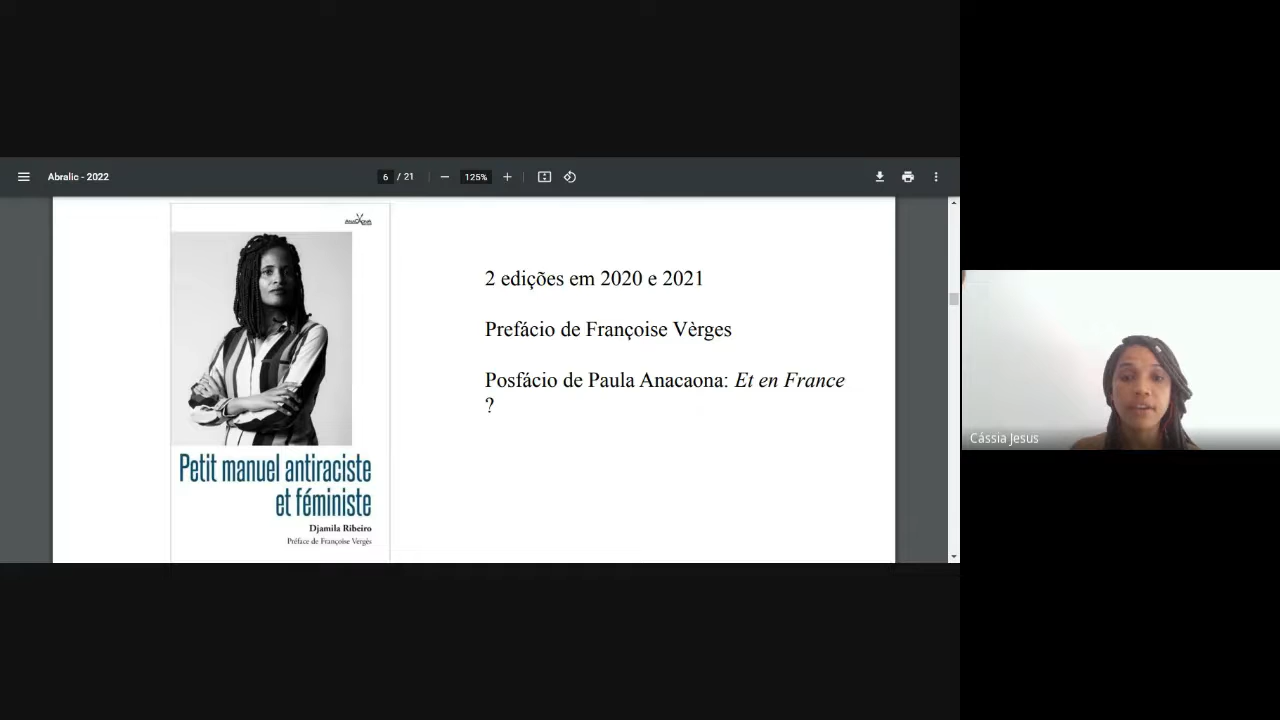 Abralic - 2022
6 / 21
125%
ANACAONA
2 edições em 2020 e 2021
Prefácio de Françoise Vèrges
Posfácio de Paula Anacaona: Et en France
?
Petit manuel antiraciste
et féministe
Djamila Ribeiro
Préface de Françoise Vergès
Cássia Jesus